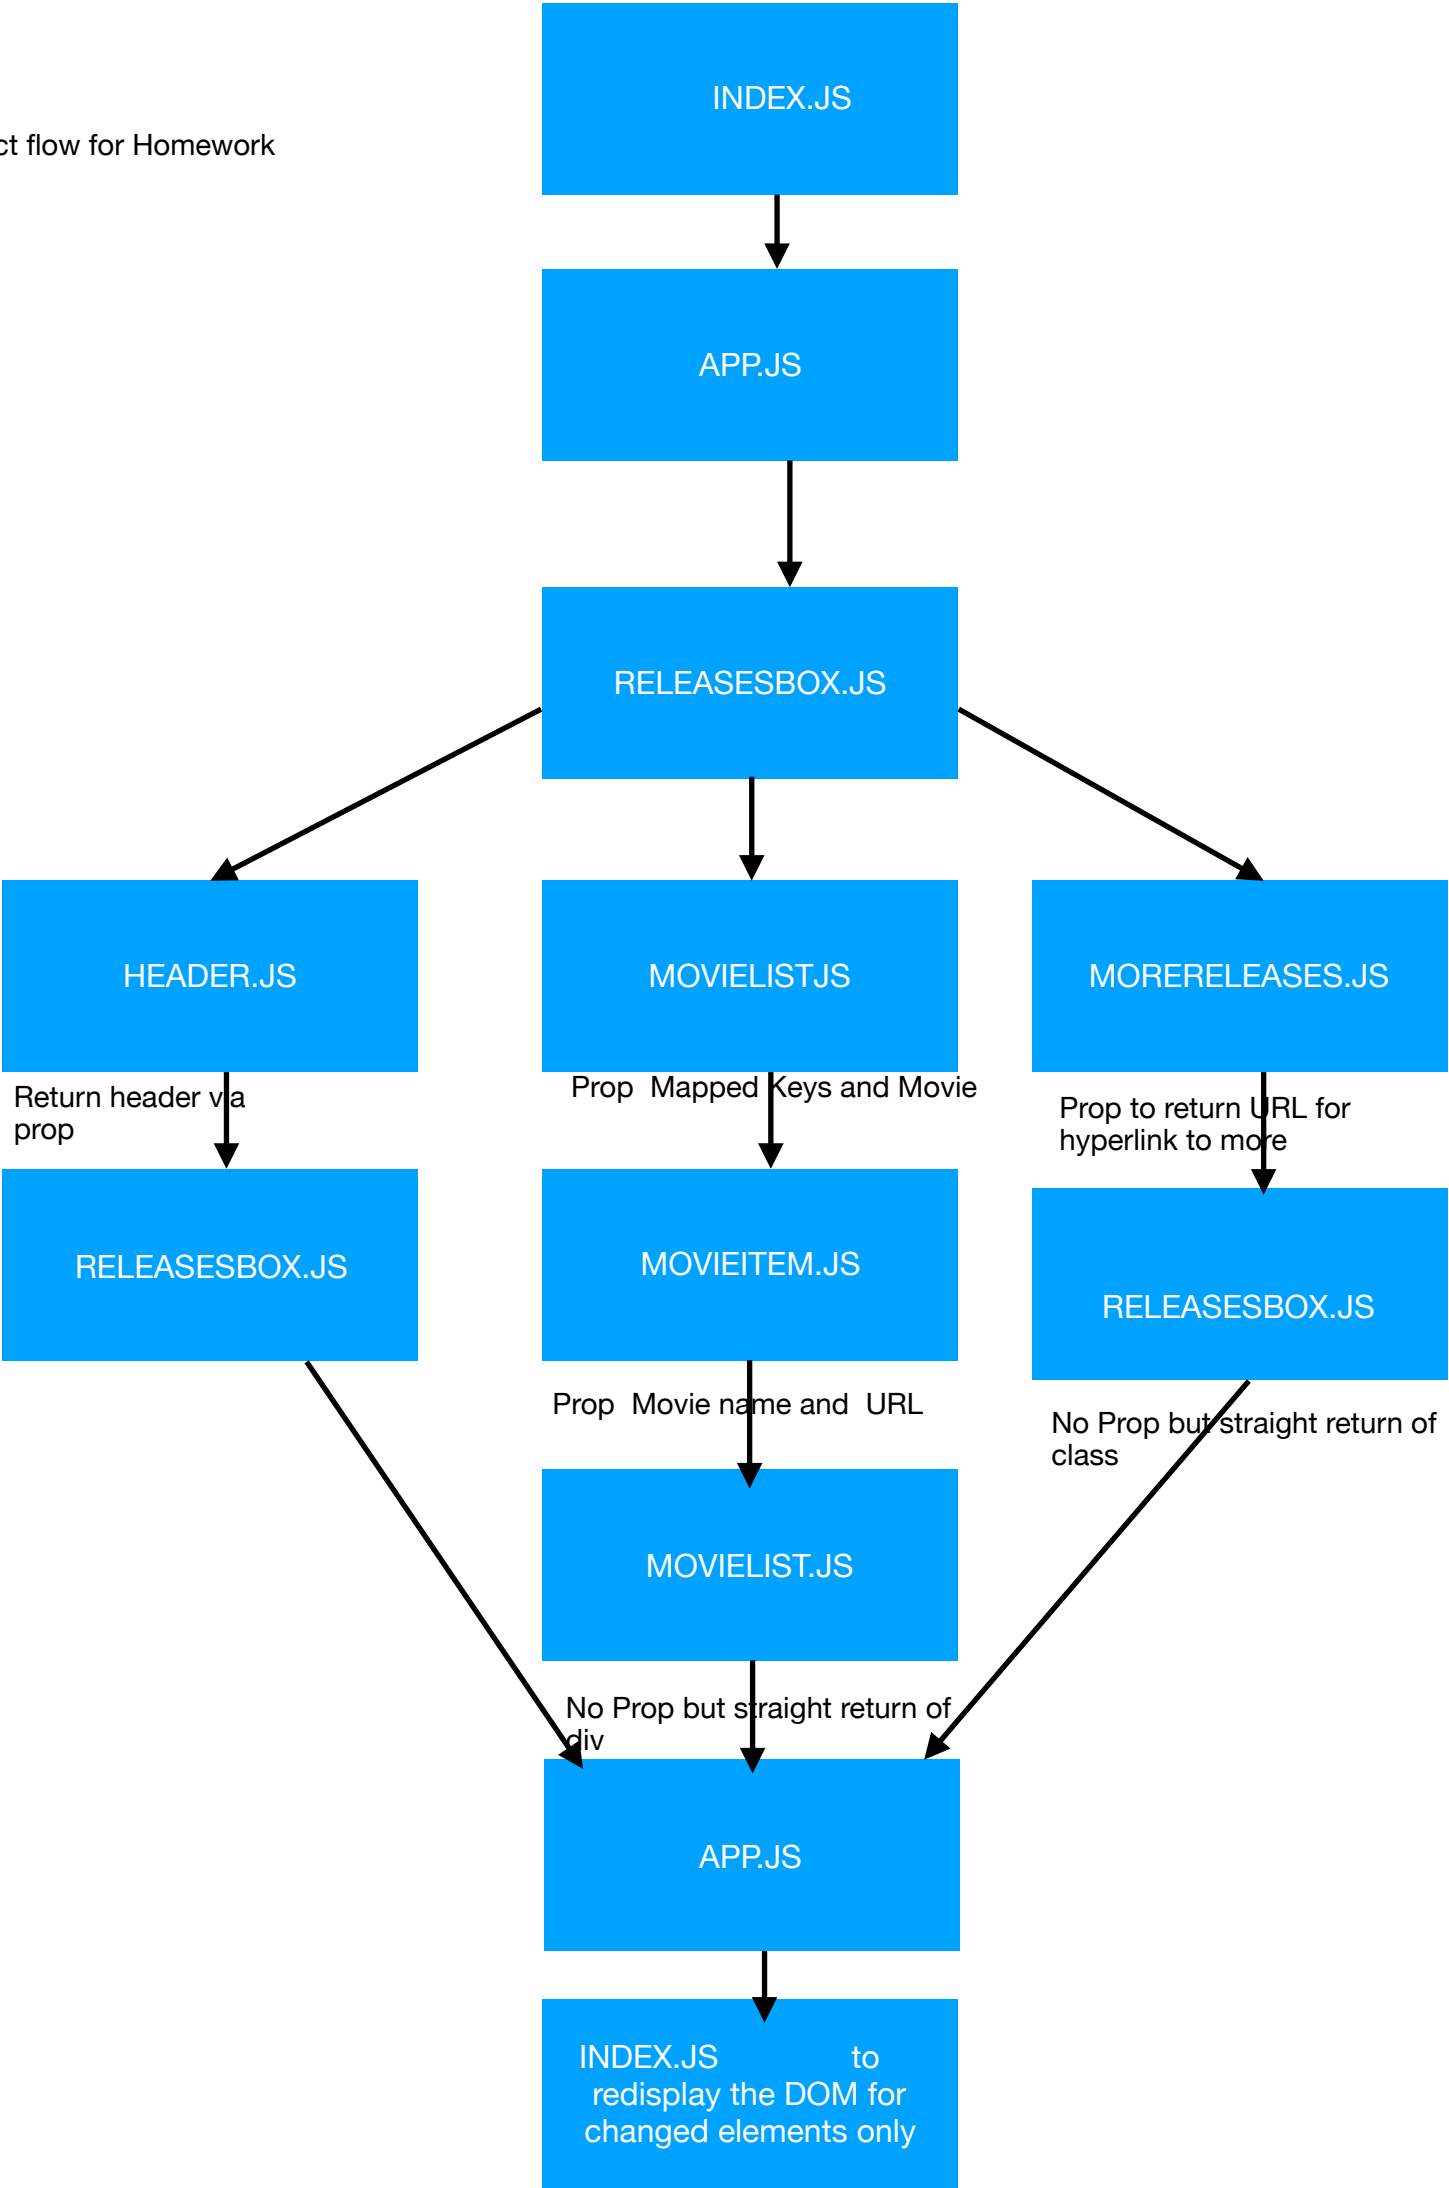 INDEX.JS
flow for Homework
APP.JS
RELEASESBOX.JS
HEADER.JS
MOVIELISTJS
MORERELEASES.JS
Return header via
prop
Prop Mapped Keys and Movie
Prop to return URL for
hyperlink to more
RELEASESBOX.JS
MOVIEITEM.JS
RELEASESBOX.JS
Prop Movie name and URL
No Prop but straight return of
class
MOVIELIST.JS
No Prop but straight return of
div
APP.JS
INDEX.JS to
redisplay the DOM for
changed elements only